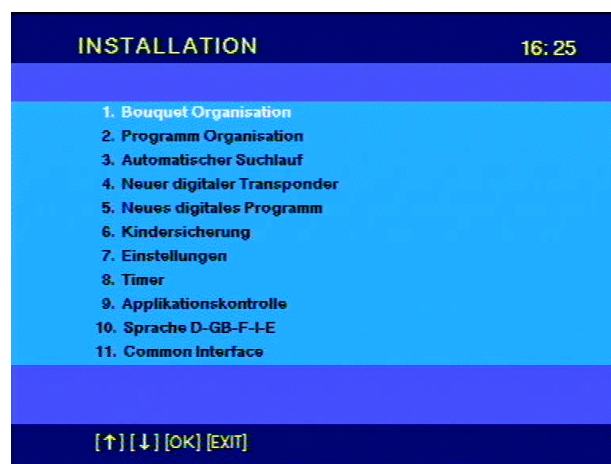 INSTALLATION 16:25
1. Bouquet Organisation
2. Programm Organisation
3. Automatischer Suchlauf
4. Neuer digitaler Transponder
5. Neues digitales Programm
6. Kindersicherung
7. Einstellungen
8. Timer
9. Applikationskontrolle
10. Sprache D-GB-F-I-E
11. Common Interface
[↑] [↓] [OK] [EXIT]